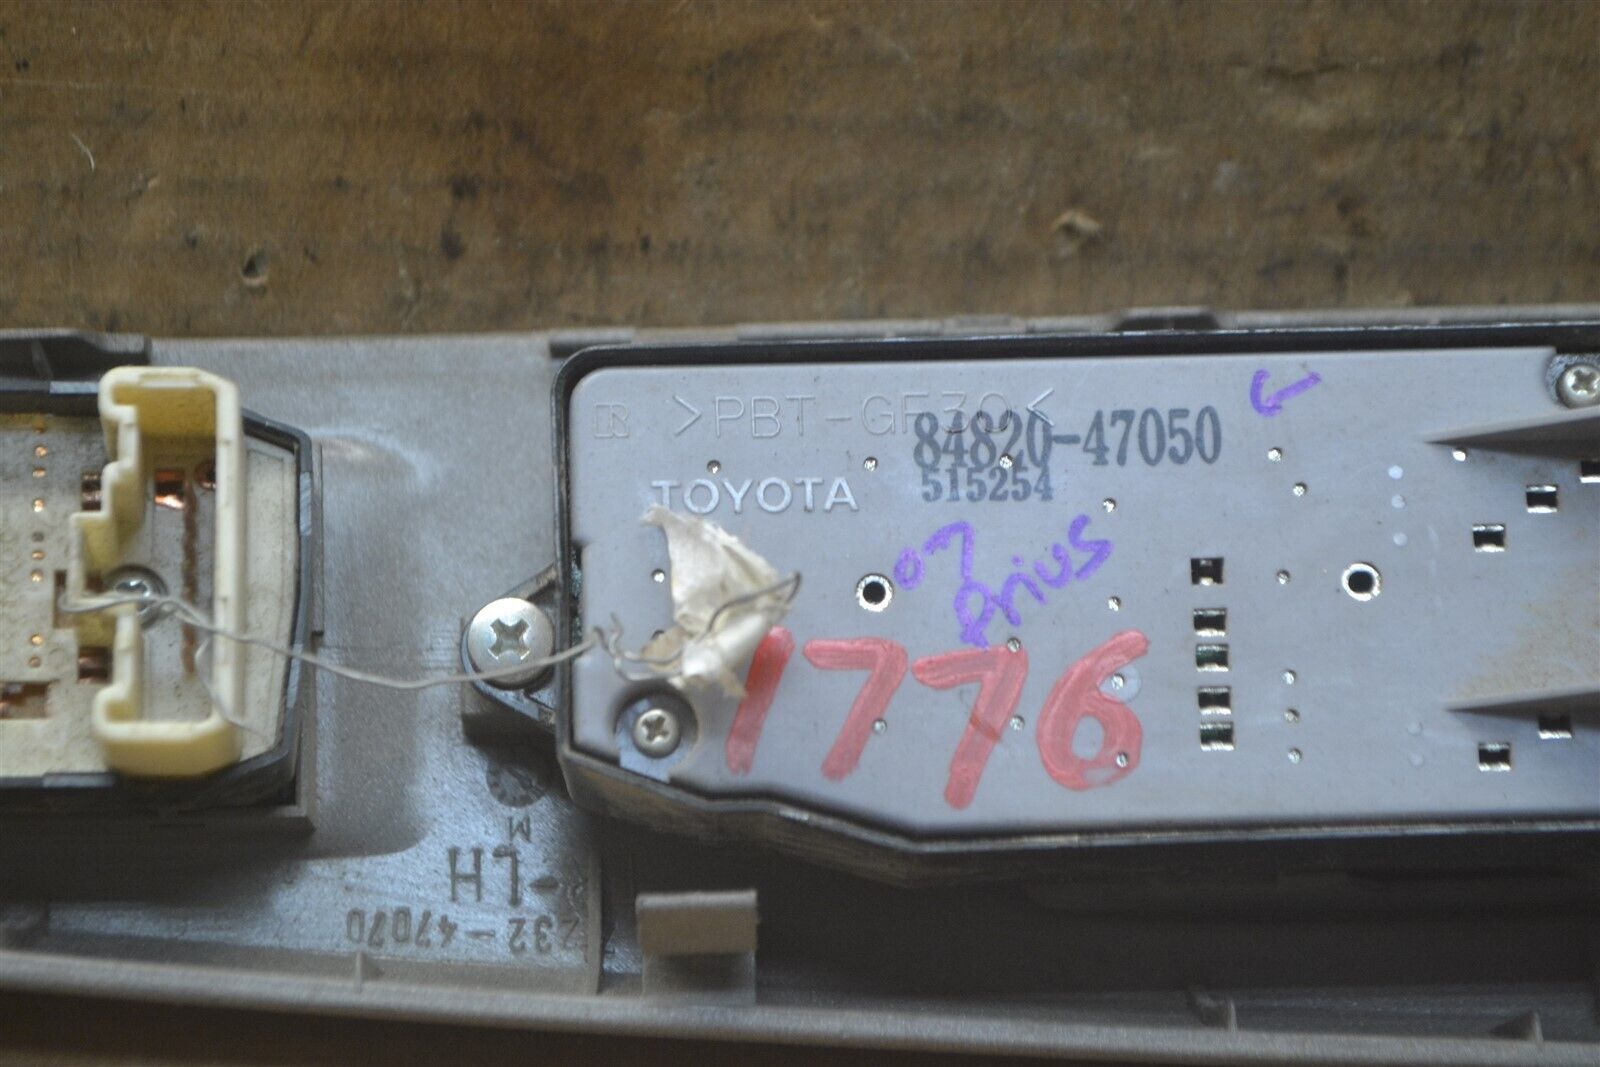 >PBT-GF30<
84820-47050
TOYOTA
515254
07
Prius
1776
M
-LH
232-47070